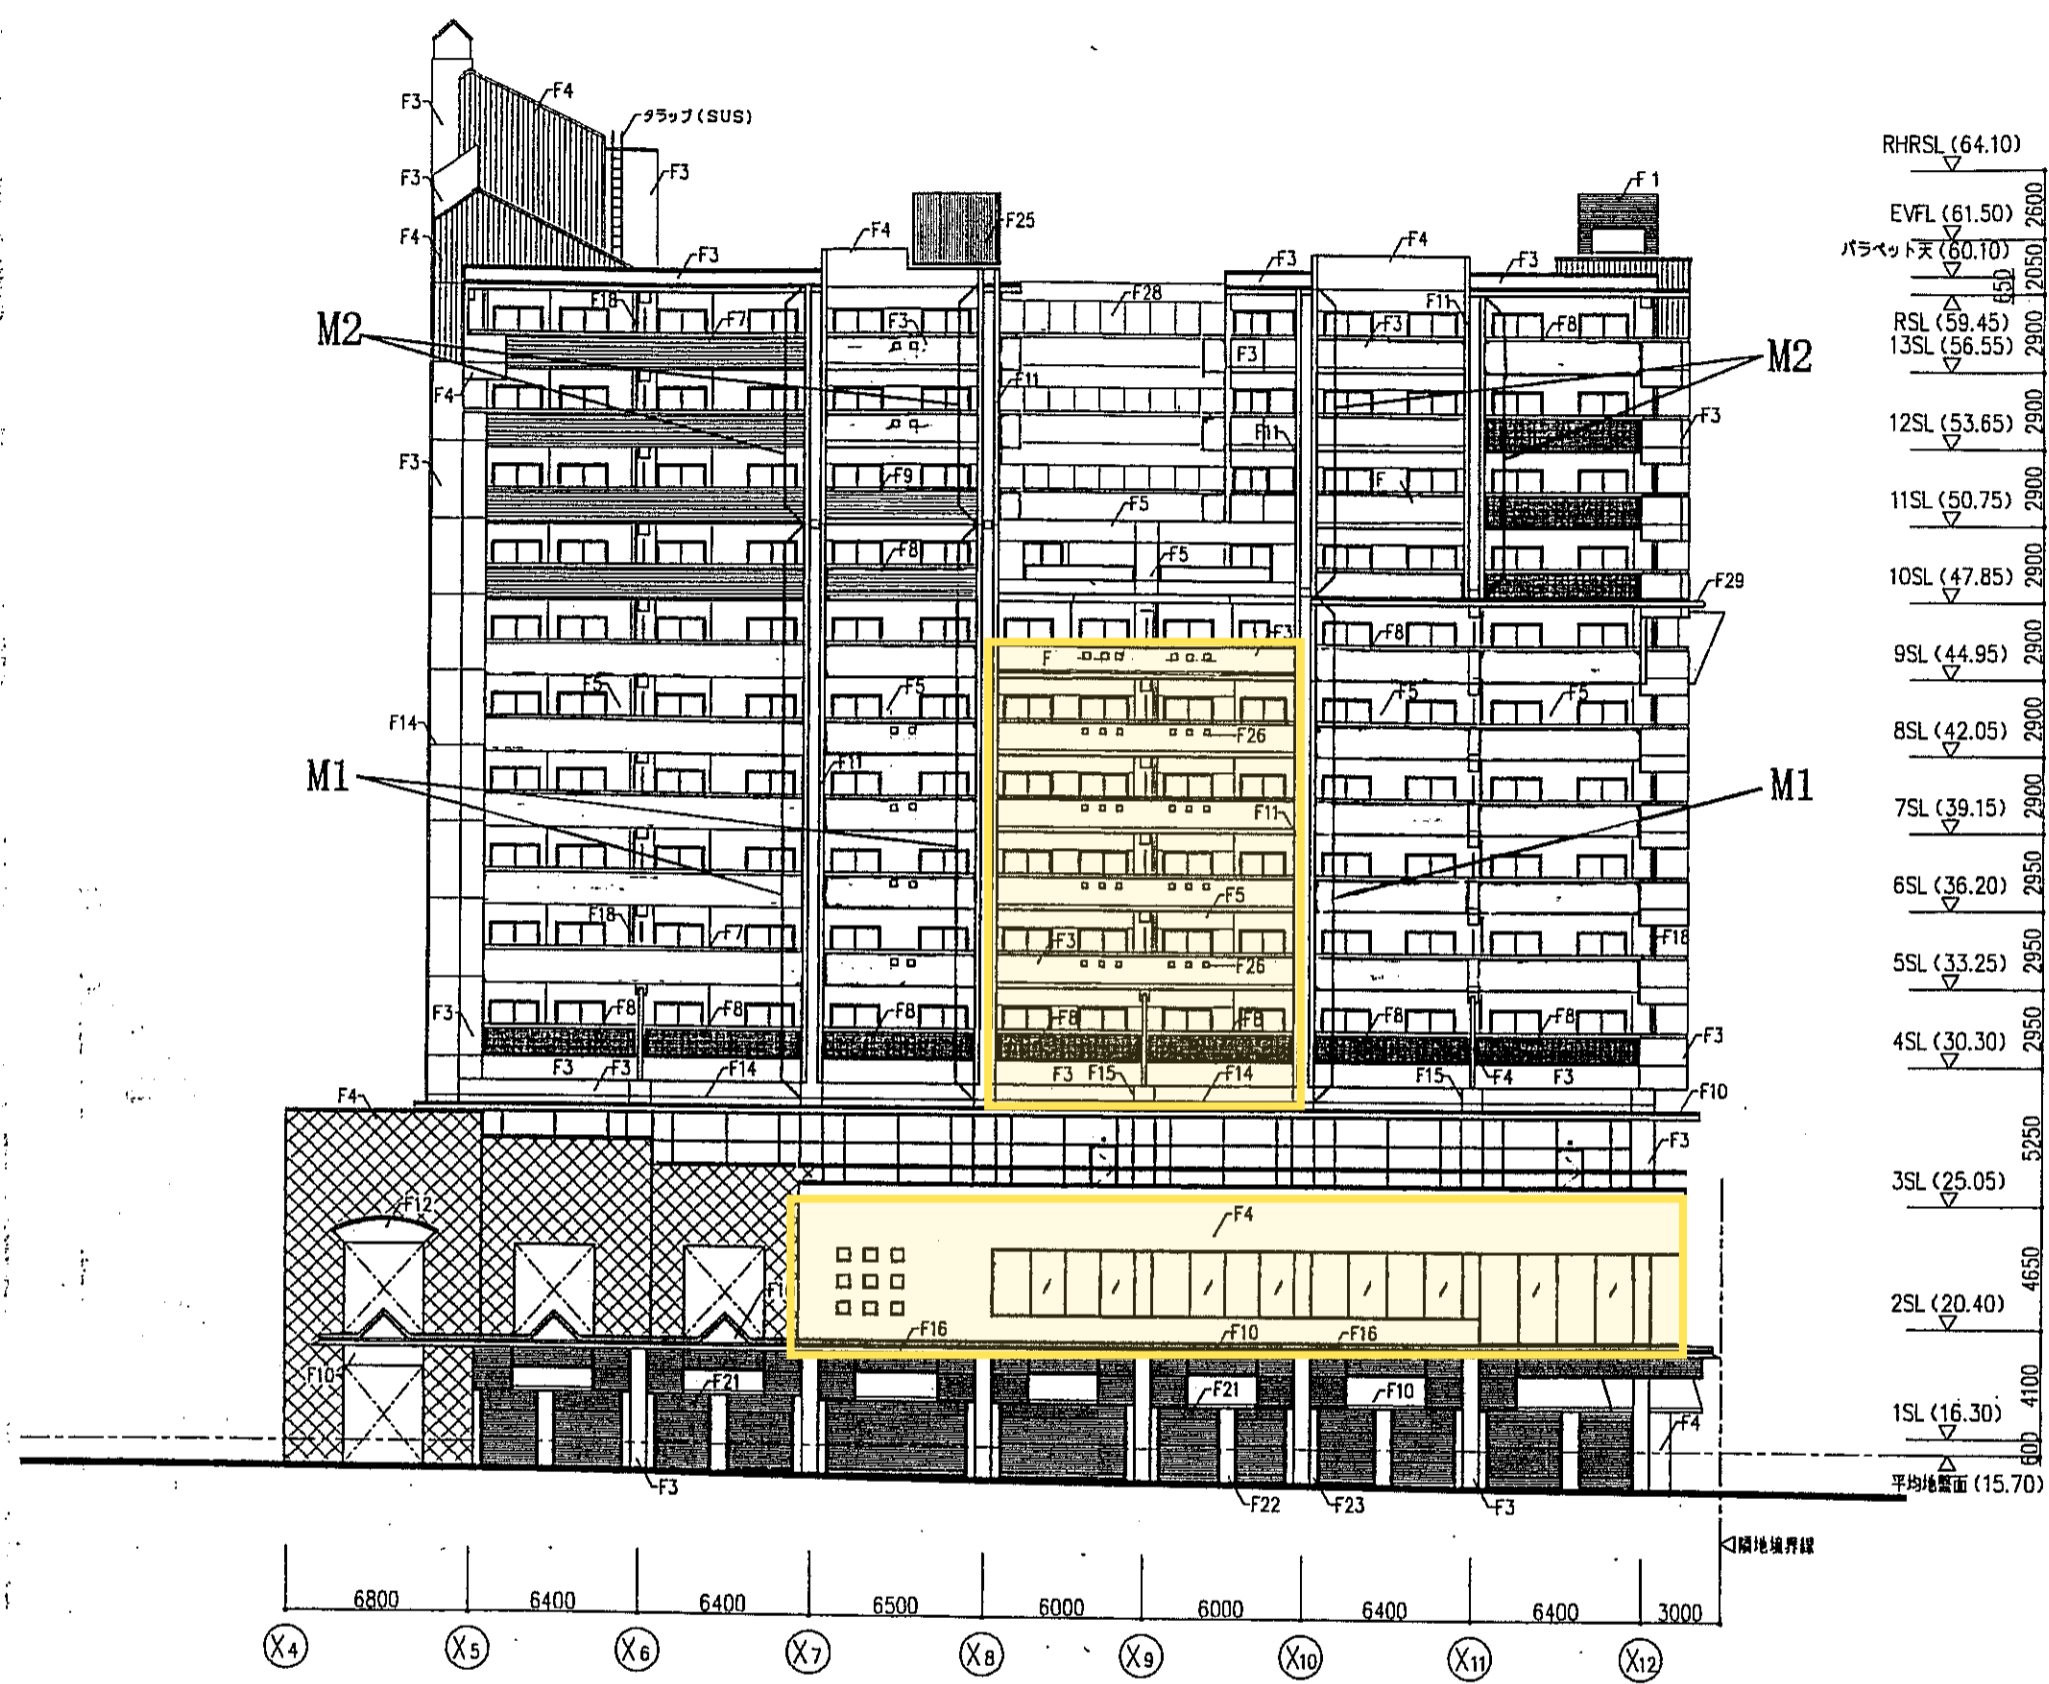 F4
F3
タラップ(SUS)
RHRSL(64.10)
F3
F3
F1
2600
F25
EVFL(61.50)
F4
F4
F4
パラペット天(60.10)
2050
F3
F3
F3
650
F18
F28
F11
M2
F7
F3
F3
F8
RSL(59.45)
M2
F3
13SL(56.55)
2900
F4
F11
F3
12SL(53.65)
2900
F11
F3
F9
F
11SL(50.75)
2900
F5
F8
F5
10SL(47.85)
2900
F29
F3
F8
F
9SL(44.95)
2900
F5
F5
F5
F5
F14
F26
8SL(42.05)
2900
F11
M1
M1
F11
7SL(39.15)
2900
F5
6SL(36.20)
2950
F18
F7
F3
F18
F26
5SL(33.25)
2950
F3
F8
F8
F8
F8
F8
F8
F8
F3
4SL(30.30)
2950
F3
F3
F14
F3
F15
F14
F15
F4
F3
F4
F10
F3
5250
3SL(25.05)
F12
F4
4650
2SL(20.40)
F16
F10
F16
F10
F21
F21
F10
4100
1SL(16.30)
F4
600
F3
F22
F23
F3
平均地盤面(15.70)
隣地境界線
6800
6400
6400
6500
6000
6000
6400
6400
3000
X4
X5
X6
X7
X8
X9
X10
X11
X12